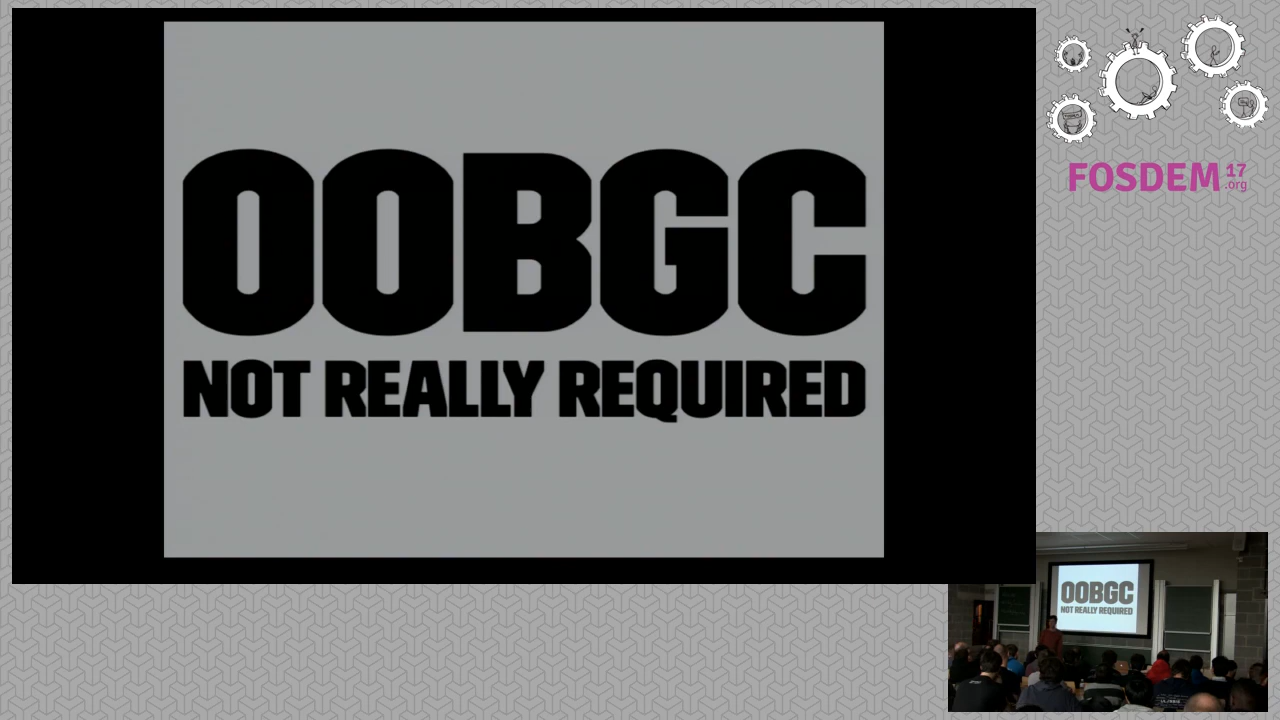 OOBGC
NOT REALLY REQUIRED
FOSDEM 17
.org
OOBGC
NOT REALLY REQUIRED